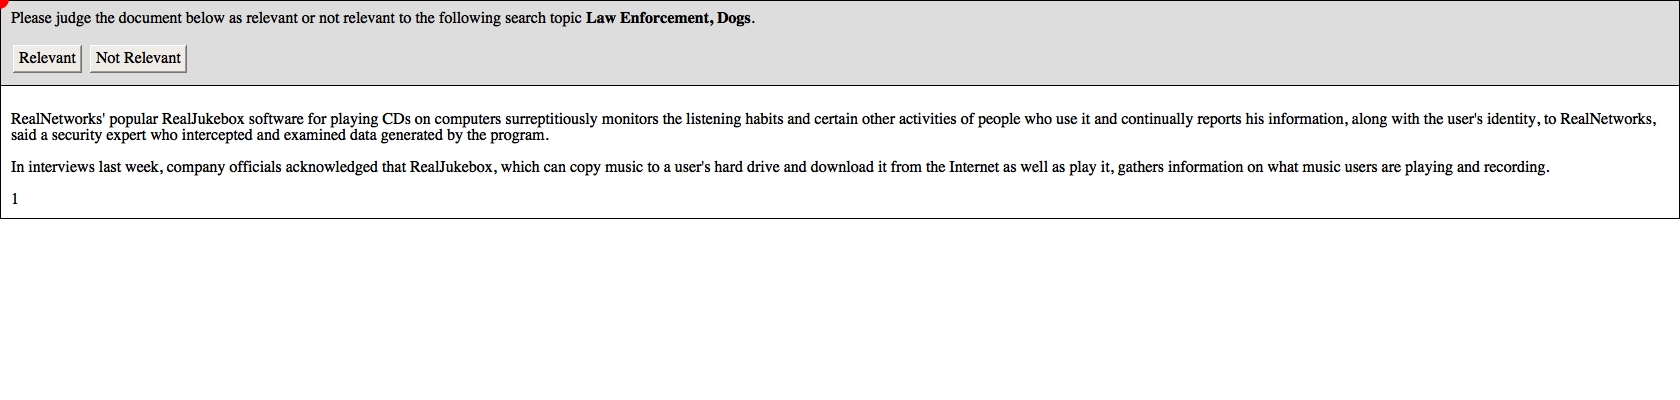 Please judge the document below as relevant or not relevant to the following search topic Law Enforcement, Dogs.
Relevant Not Relevant
RealNetworks' popular RealJukebox software for playing CDs on computers surreptitiously monitors the listening habits and certain other activities of people who use it and continually reports his information, along with the user's identity, to RealNetworks,
said a security expert who intercepted and examined data generated by the program.
In interviews last week, company officials acknowledged that RealJukebox, which can copy music to a user's hard drive and download it from the Internet as well as play it, gathers information on what music users are playing and recording.
1